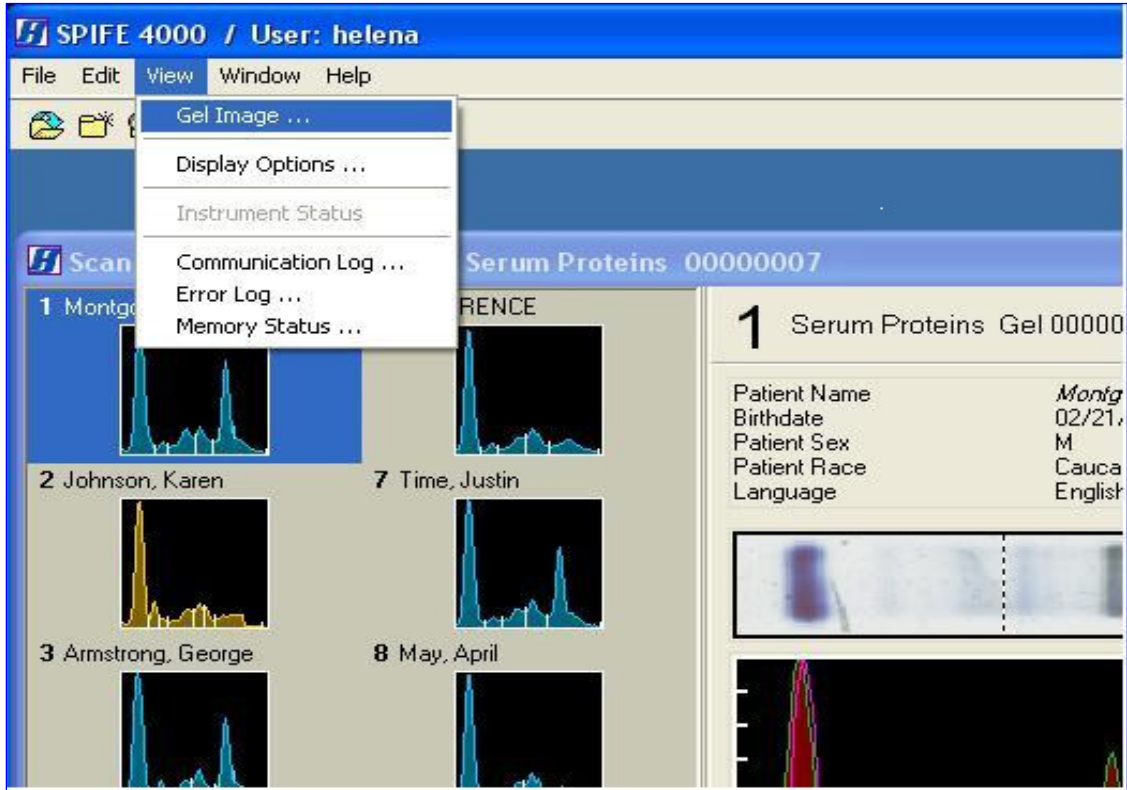 SPIFE 4000 / User: helena
File Edit View Window Help
Gel Image ...
Display Options ...
Instrument Status
Communication Log ...
Error Log ...
Memory Status ...
Scan Serum Proteins 00000007
1 Montgo
RENCE
2 Johnson, Karen
7 Time, Justin
3 Armstrong, George
8 May, April
1 Serum Proteins Gel 00000
Patient Name Montg
Birthdate 02/21/
Patient Sex M
Patient Race Cauca
Language English